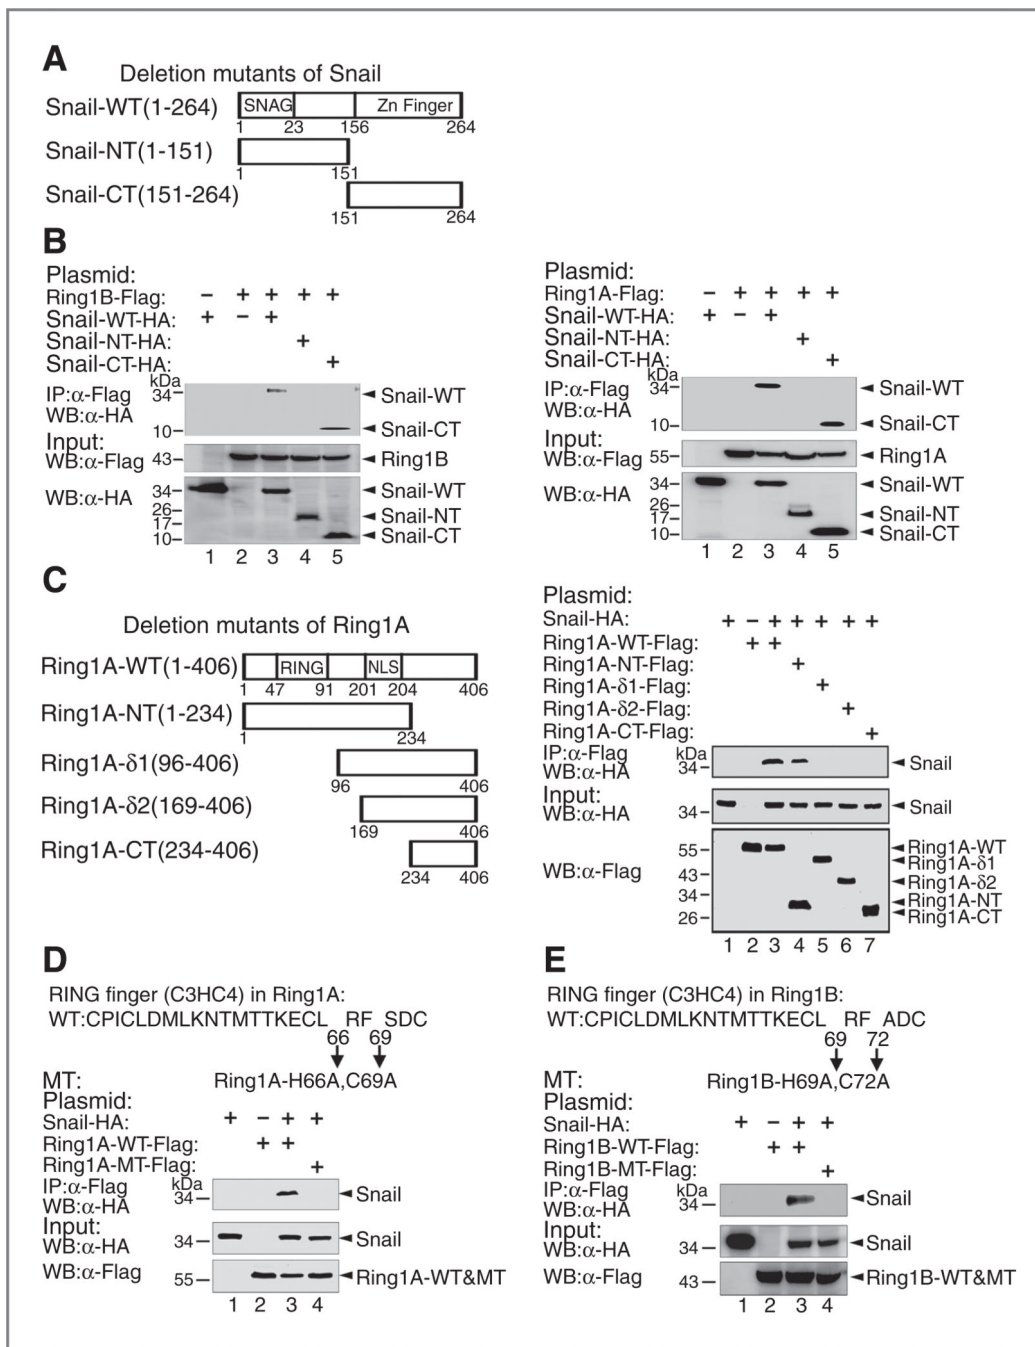 A
Deletion mutants of Snail
Snail-WT(1-264)
SNAG
Zn Finger
1 23 156 264
Snail-NT(1-151)
1 151
Snail-CT(151-264)
151 264
B
Plasmid:
Ring1B-Flag: – + + + +
Snail-WT-HA: + – +
Snail-NT-HA: +
Snail-CT-HA: +
kDa
IP:α-Flag
WB:α-HA
34
10
Snail-WT
Snail-CT
Input:
WB:α-Flag 43 Ring1B
WB:α-HA
34
26
17
10
Snail-WT
Snail-NT
Snail-CT
1 2 3 4 5
Plasmid:
Ring1A-Flag: – + + + +
Snail-WT-HA: + – +
Snail-NT-HA: +
Snail-CT-HA: +
kDa
IP:α-Flag
WB:α-HA
34
10
Snail-WT
Snail-CT
Input:
WB:α-Flag 55 Ring1A
WB:α-HA
34
26
17
10
Snail-WT
Snail-NT
Snail-CT
1 2 3 4 5
C
Deletion mutants of Ring1A
Ring1A-WT(1-406)
RING NLS
1 47 91 201 204 406
Ring1A-NT(1-234)
1 234
Ring1A-δ1(96-406)
96 406
Ring1A-δ2(169-406)
169 406
Ring1A-CT(234-406)
234 406
Plasmid:
Snail-HA: + – + + + + +
Ring1A-WT-Flag: + +
Ring1A-NT-Flag: +
Ring1A-δ1-Flag: +
Ring1A-δ2-Flag: +
Ring1A-CT-Flag: +
IP:α-Flag kDa
WB:α-HA 34 Snail
Input:
WB:α-HA 34 Snail
WB:α-Flag
55
43
34
26
Ring1A-WT
Ring1A-δ1
Ring1A-δ2
Ring1A-NT
Ring1A-CT
1 2 3 4 5 6 7
D
RING finger (C3HC4) in Ring1A:
WT:CPICLDMLKNTMTTKECL RF SDC
66 69
MT: Ring1A-H66A,C69A
Plasmid:
Snail-HA: + – + +
Ring1A-WT-Flag: + +
Ring1A-MT-Flag: +
IP:α-Flag kDa
WB:α-HA 34 Snail
Input:
WB:α-HA 34 Snail
WB:α-Flag 55 Ring1A-WT&MT
1 2 3 4
E
RING finger (C3HC4) in Ring1B:
WT:CPICLDMLKNTMTTKECL RF ADC
69 72
MT: Ring1B-H69A,C72A
Plasmid:
Snail-HA: + – + +
Ring1B-WT-Flag: + +
Ring1B-MT-Flag: +
IP:α-Flag kDa
WB:α-HA 34 Snail
Input:
WB:α-HA 34 Snail
WB:α-Flag 43 Ring1B-WT&MT
1 2 3 4